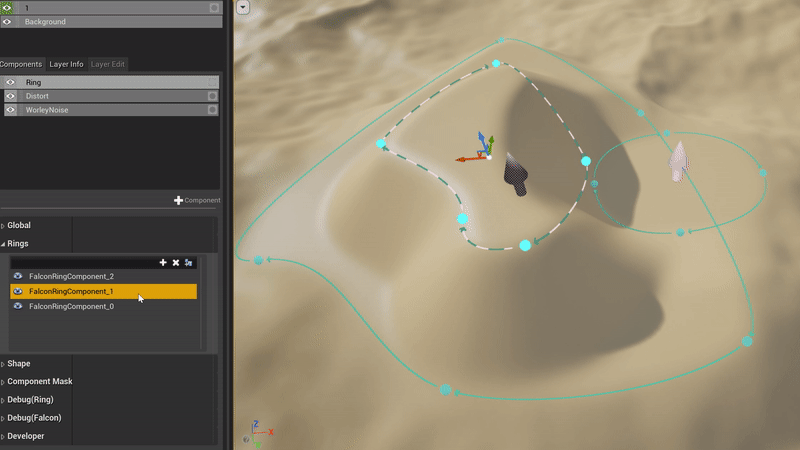 1
Background
Components
Layer Info
Layer Edit
Ring
Distort
WorleyNoise
Component
Global
Rings
FalconRingComponent_2
FalconRingComponent_1
FalconRingComponent_0
Shape
Component Mask
Debug(Ring)
Debug(Falcon)
Developer
Z
X